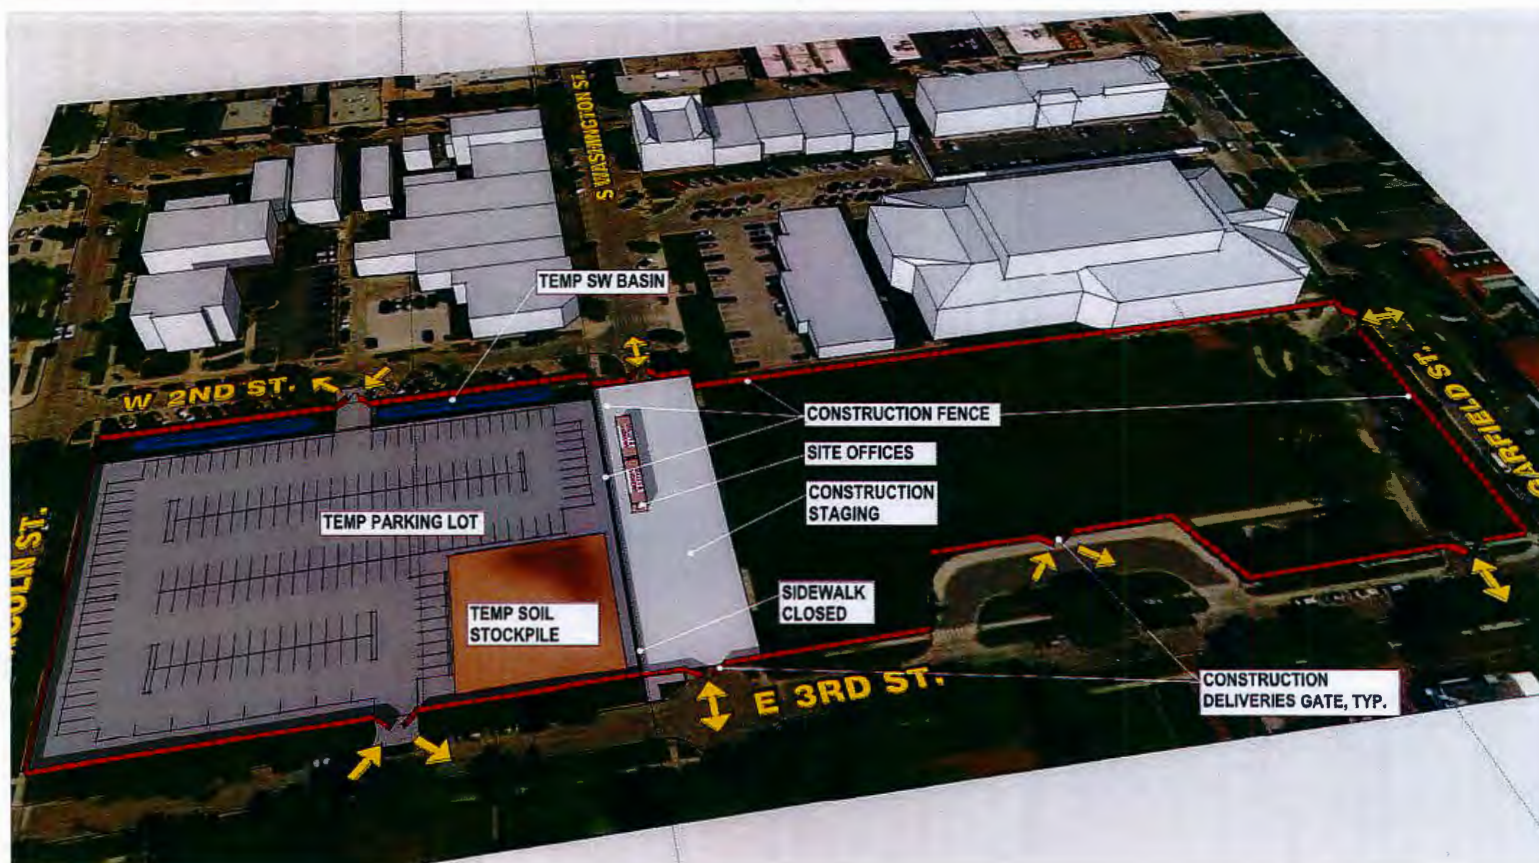 S WASHINGTON ST.
TEMP SW BASIN
W 2ND ST.
CONSTRUCTION FENCE
SITE OFFICES
CONSTRUCTION
STAGING
TEMP PARKING LOT
SIDEWALK
CLOSED
TEMP SOIL
STOCKPILE
E 3RD ST.
CONSTRUCTION
DELIVERIES GATE, TYP.